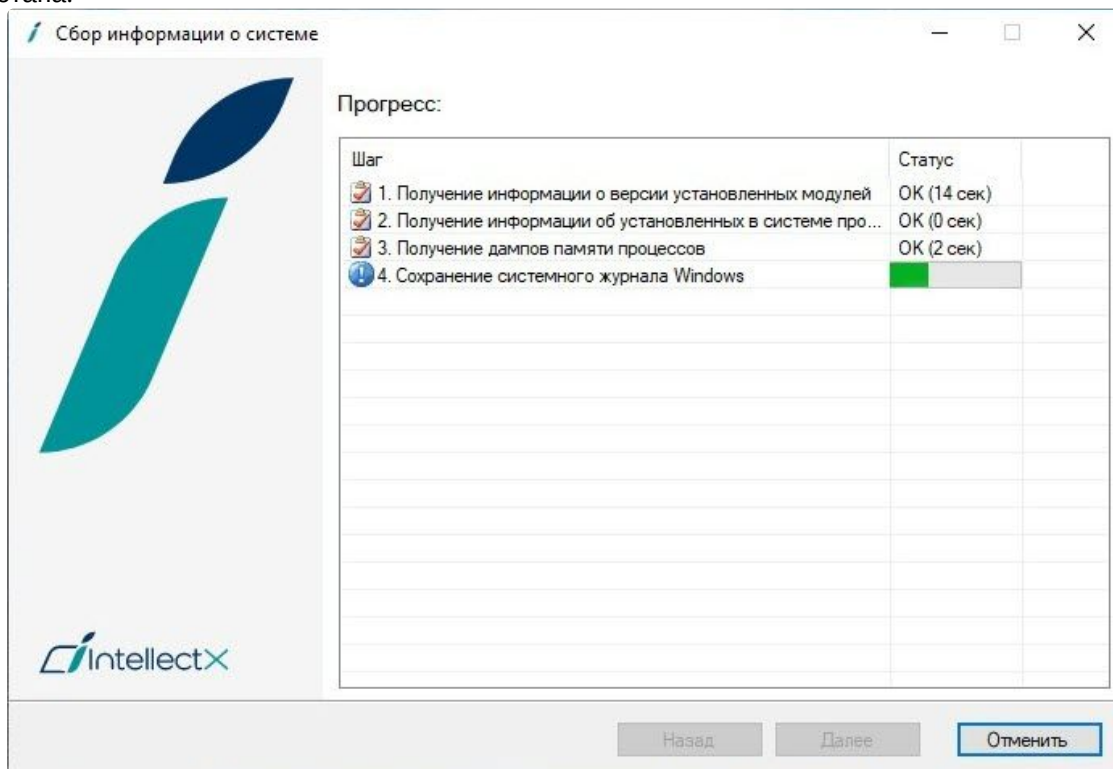 Сбор информации о системе
Прогресс:
Шаг Статус
1. Получение информации о версии установленных модулей OK (14 сек)
2. Получение информации об установленных в системе про... OK (0 сек)
3. Получение дампов памяти процессов OK (2 сек)
4. Сохранение системного журнала Windows
IntellectX
Назад Далее Отменить